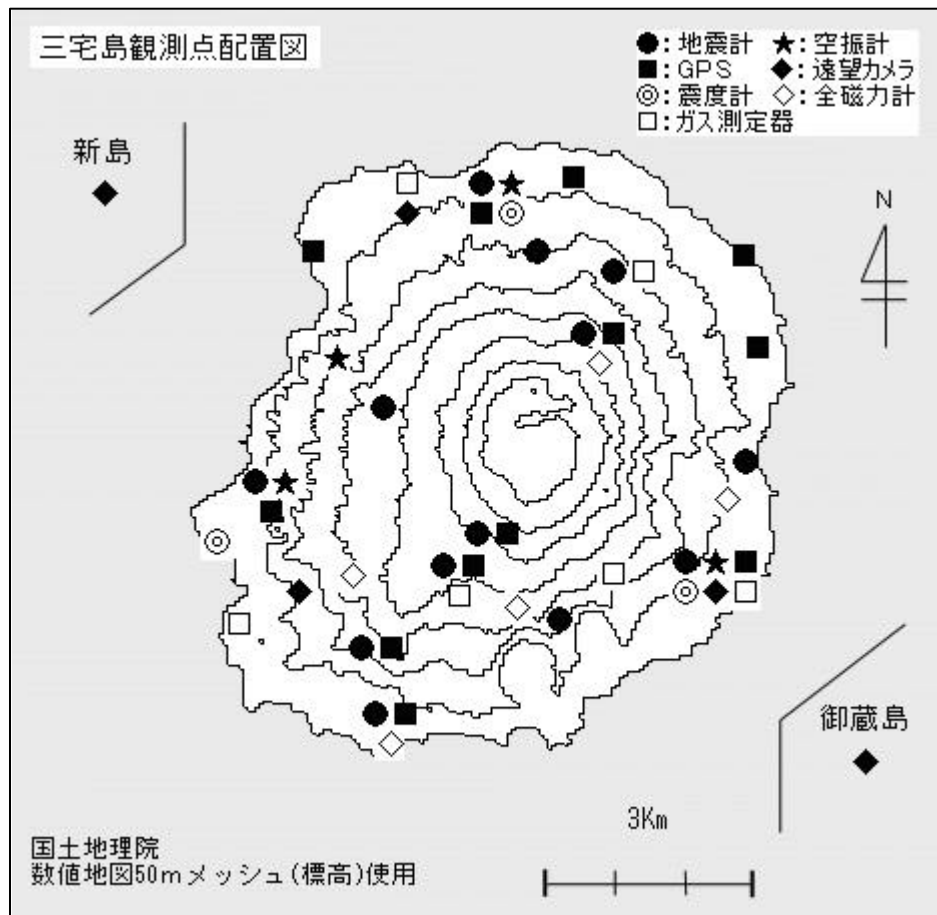 三宅島観測点配置図
●:地震計 ★:空振計
■:GPS ◆:遠望カメラ
◎:震度計 ◇:全磁力計
□:ガス測定器
新島
N
御蔵島
3Km
国土地理院
数値地図50mメッシュ(標高)使用